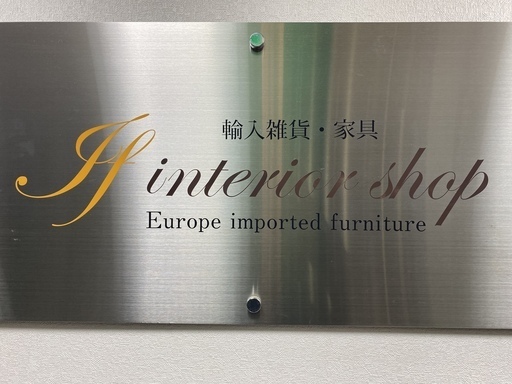 輸入雑貨・家具
If interior shop
Europe imported furniture